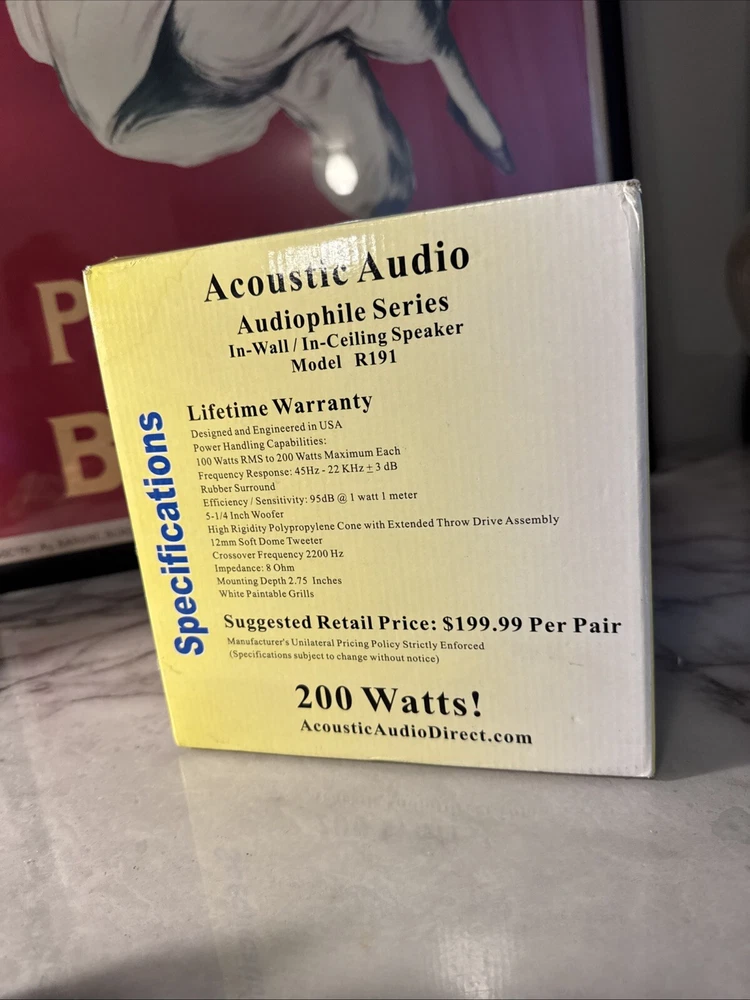 Acoustic Audio
Audiophile Series
In-Wall / In-Ceiling Speaker
Model R191
Specifications
Lifetime Warranty
Designed and Engineered in USA
Power Handling Capabilities:
100 Watts RMS to 200 Watts Maximum Each
Frequency Response: 45Hz - 22 KHz ± 3 dB
Rubber Surround
Efficiency / Sensitivity: 95dB @ 1 watt 1 meter
5-1/4 Inch Woofer
High Rigidity Polypropylene Cone with Extended Throw Drive Assembly
12mm Soft Dome Tweeter
Crossover Frequency 2200 Hz
Impedance: 8 Ohm
Mounting Depth 2.75 Inches
White Paintable Grills
Suggested Retail Price: $199.99 Per Pair
Manufacturer's Unilateral Pricing Policy Strictly Enforced
(Specifications subject to change without notice)
200 Watts!
AcousticAudioDirect.com
P
B